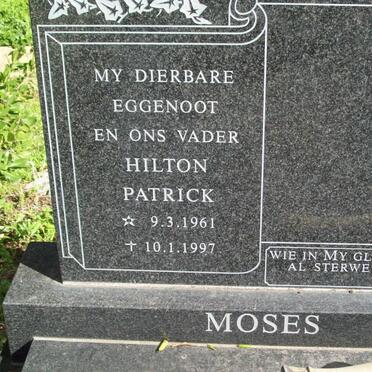 MY DIERBARE
EGGENOOT
EN ONS VADER
HILTON
PATRICK
☆ 9.3.1961
† 10.1.1997
WIE IN MY GL
AL STERWE
MOSES